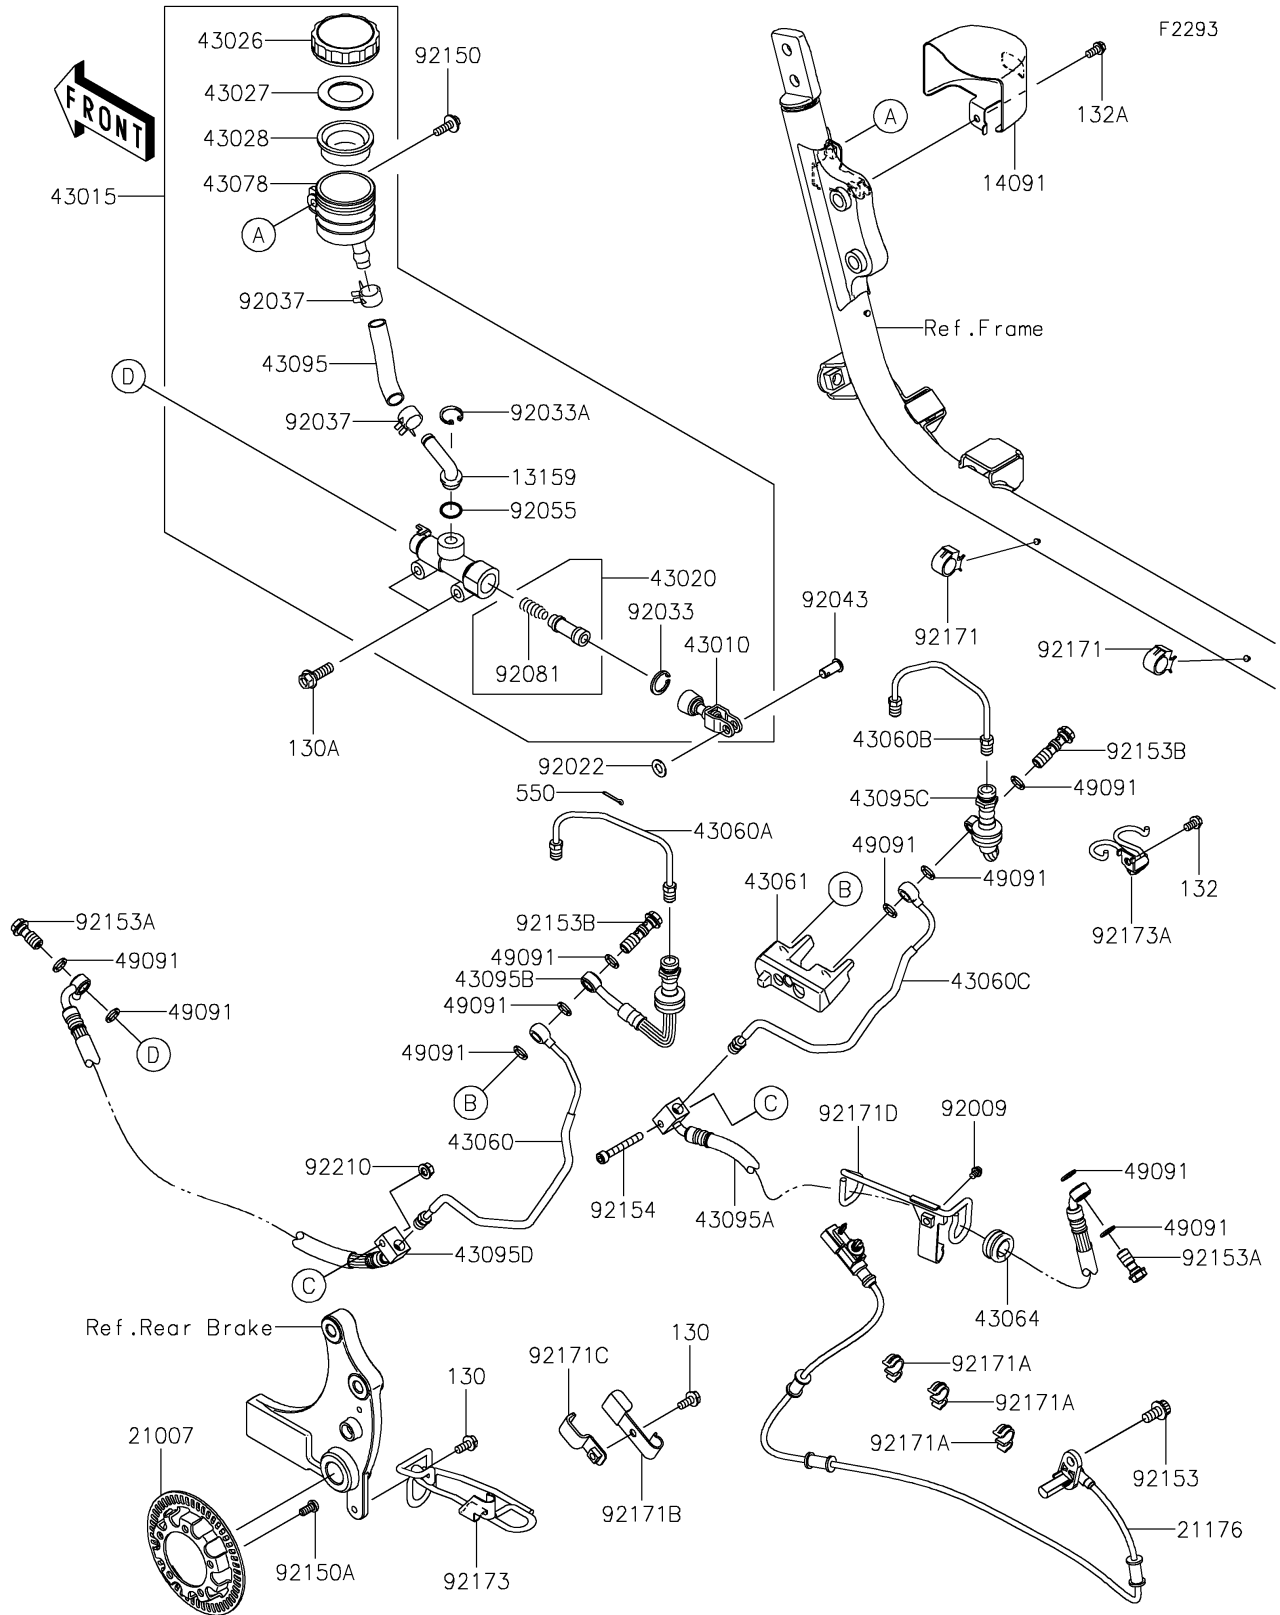 F2293
43026
92150
43027
132A
FRONT
A
43028
43078
14091
43015
A
92037
Ref.Frame
43095
D
92033A
92037
13159
92055
43020
92043
92033
92171
43010
92171
92081
43060B
130A
92153B
92022
49091
550
43095C
43060A
49091
43061
B
49091
132
92153A
92153B
92173A
49091
49091
43095B
43060C
49091
49091
D
49091
B
C
92171D
92009
43060
92210
49091
92154
43095A
49091
43095D
92153A
C
43064
Ref.Rear Brake
130
92171C
92171A
130
92171A
21007
92171A
92153
92171B
21176
92150A
92173